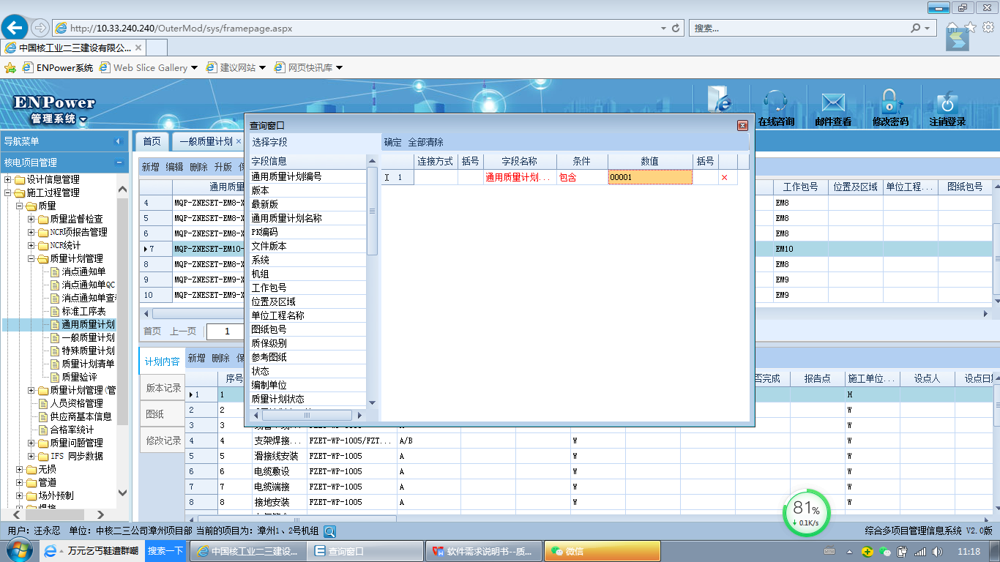 http://10.33.240.240/OuterMod/sys/framepage.aspx
搜索...
中国核工业二三建设有限公...
ENPower系统 Web Slice Gallery 建议网站 网页快讯库
ENPower
管理系统
在线咨询 邮件查看 修改密码 注销登录
导航菜单
核电项目管理
设计信息管理
施工过程管理
质量
质量监督检查
NCR项报告管理
NCR统计
质量计划管理
消点通知单
消点通知单QC
消点通知单查
标准工序表
通用质量计划
一般质量计划
特殊质量计划
质量计划清单
质量验评
质量计划管理(管
人员资格管理
供应商基本信息
合格率统计
质量问题管理
IFS 同步数据
无损
管道
场外预制
焊接
首页 一般质量计划
新增 编辑 删除 升版
通用质量
4 MQP-ZNESET-EM8-X
5 MQP-ZNESET-EM8-X
6 MQP-ZNESET-EM8-X
7 MQP-ZNESET-EM10-
8 MQP-ZNESET-EM8-X
9 MQP-ZNESET-EM9-X
10 MQP-ZNESET-EM9-X
首页 上一页 1
工作包号 位置及区域 单位工程... 图纸包号
EM8
EM8
EM8
EM10
EM8
EM9
EM9
查询窗口
选择字段
确定 全部清除
字段信息
通用质量计划编号
版本
最新版
通用质量计划名称
PK编码
文件版本
系统
机组
工作包号
位置及区域
单位工程名称
图纸包号
质保级别
参考图纸
状态
编制单位
质量计划状态
连接方式 括号 字段名称 条件 数值 括号
1 通用质量计划... 包含 00001
计划内容
版本记录
图纸
修改记录
新增 删除
序号
否完成 报告点 施工单位... 设点人 设点日期
1 1 H
2 2 W
3 3 W
4 4 支架焊接... FZET-WP-1005/FZT... A/B W W
5 5 滑接线安装 FZET-WP-1005 A W W
6 6 电缆敷设 FZET-WP-1005 A W W
7 7 电缆端接 FZET-WP-1005 A W W
8 8 接地安装 FZET-WP-1005 A W W
81%
0.1K/s
用户：汪永忍 单位：中核二三公司漳州项目部 当前的项目为：漳州1、2号机组
综合多项目管理信息系统 V2.0版
万元乞丐鞋遭群嘲 搜索一下
中国核工业二三建设... 查询窗口 软件需求说明书--质... 微信
11:18